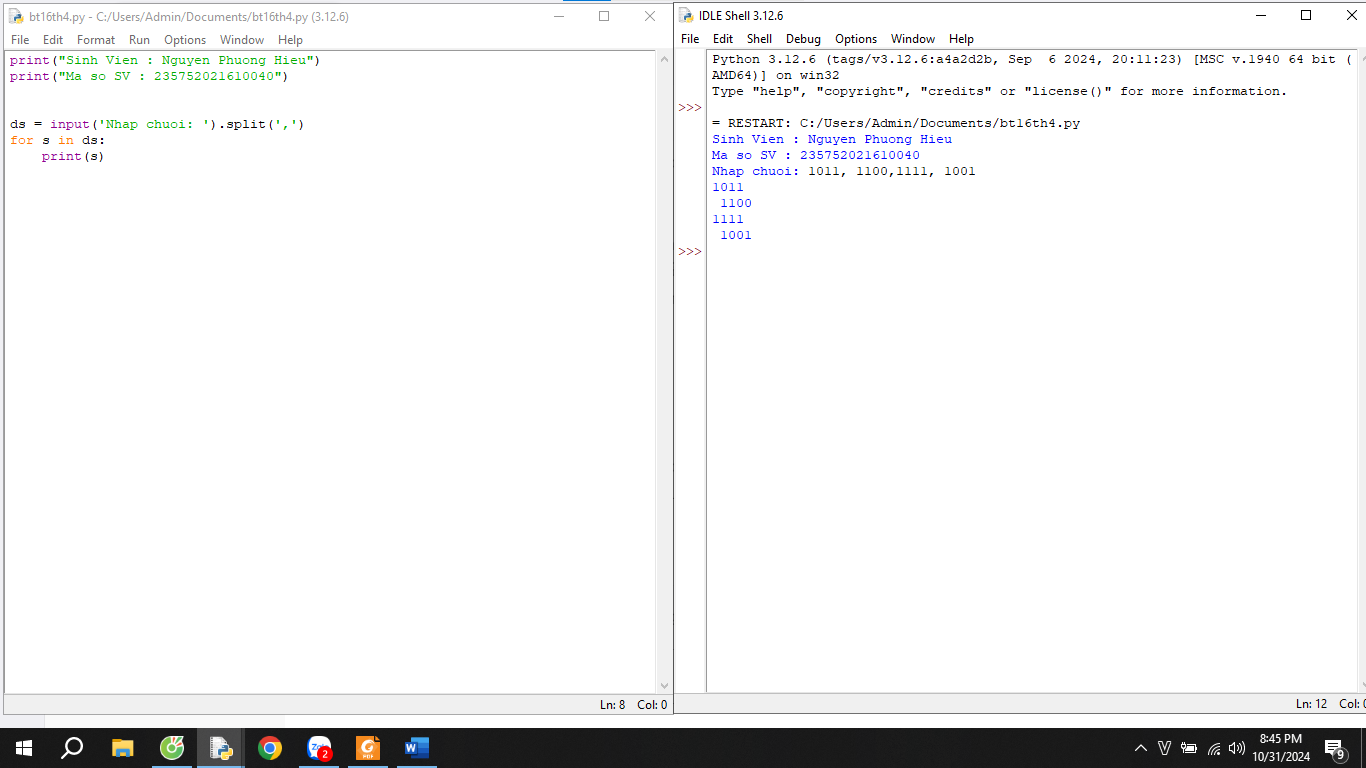 bt16th4.py - C:/Users/Admin/Documents/bt16th4.py (3.12.6)
File Edit Format Run Options Window Help
print("Sinh Vien : Nguyen Phuong Hieu")
print("Ma so SV : 235752021610040")
ds = input('Nhap chuoi: ').split(',')
for s in ds:
    print(s)
Ln: 8 Col: 0
IDLE Shell 3.12.6
File Edit Shell Debug Options Window Help
Python 3.12.6 (tags/v3.12.6:a4a2d2b, Sep  6 2024, 20:11:23) [MSC v.1940 64 bit (
AMD64)] on win32
Type "help", "copyright", "credits" or "license()" for more information.
>>>
= RESTART: C:/Users/Admin/Documents/bt16th4.py
Sinh Vien : Nguyen Phuong Hieu
Ma so SV : 235752021610040
Nhap chuoi: 1011, 1100,1111, 1001
1011
 1100
1111
 1001
>>>
Ln: 12 Col: 0
Zalo 2
G PDF
W
V
8:45 PM
10/31/2024
9